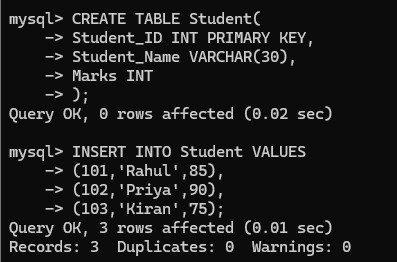 mysql> CREATE TABLE Student(
    -> Student_ID INT PRIMARY KEY,
    -> Student_Name VARCHAR(30),
    -> Marks INT
    -> );
Query OK, 0 rows affected (0.02 sec)

mysql> INSERT INTO Student VALUES
    -> (101,'Rahul',85),
    -> (102,'Priya',90),
    -> (103,'Kiran',75);
Query OK, 3 rows affected (0.01 sec)
Records: 3  Duplicates: 0  Warnings: 0